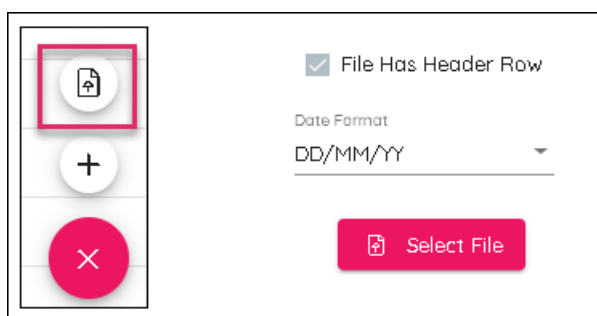 File Has Header Row
Date Format
DD/MM/YY
Select File